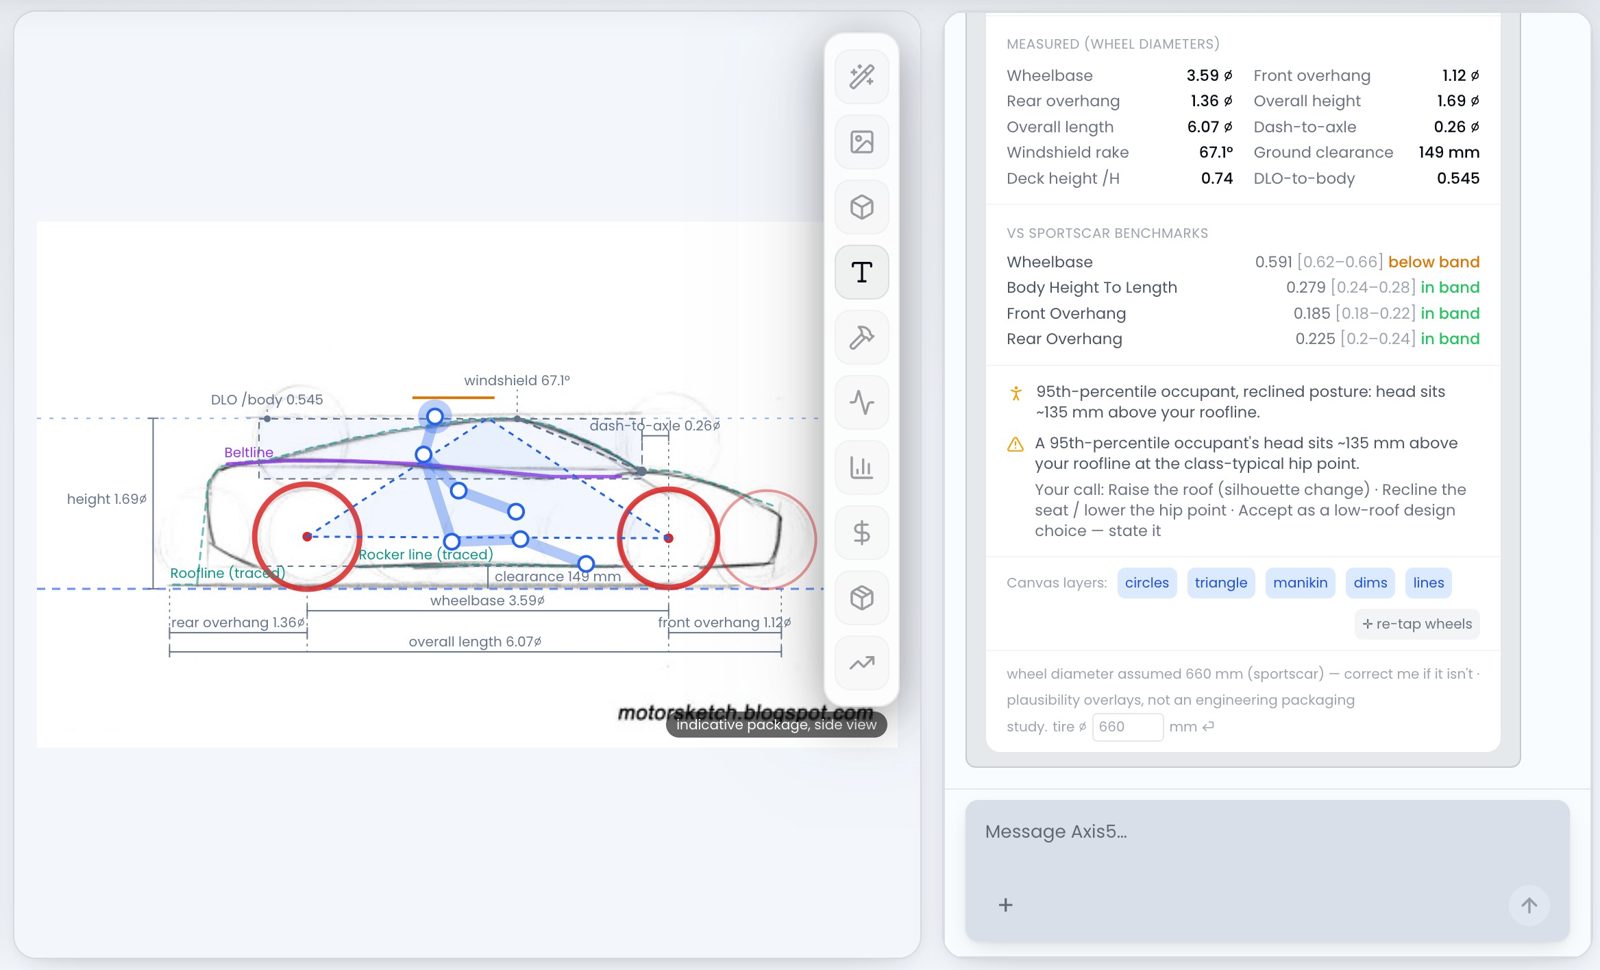 windshield 67.1°
DLO /body 0.545
dash-to-axle 0.26⌀
Beltline
height 1.69⌀
Rocker line (traced)
Roofline (traced)
clearance 149 mm
wheelbase 3.59⌀
rear overhang 1.36⌀
front overhang 1.12⌀
overall length 6.07⌀
motorsketch.blogspot.com
indicative package, side view
MEASURED (WHEEL DIAMETERS)
Wheelbase 3.59 ⌀ Front overhang 1.12 ⌀
Rear overhang 1.36 ⌀ Overall height 1.69 ⌀
Overall length 6.07 ⌀ Dash-to-axle 0.26 ⌀
Windshield rake 67.1° Ground clearance 149 mm
Deck height /H 0.74 DLO-to-body 0.545
VS SPORTSCAR BENCHMARKS
Wheelbase 0.591 [0.62–0.66] below band
Body Height To Length 0.279 [0.24–0.28] in band
Front Overhang 0.185 [0.18–0.22] in band
Rear Overhang 0.225 [0.2–0.24] in band
95th-percentile occupant, reclined posture: head sits
~135 mm above your roofline.
A 95th-percentile occupant's head sits ~135 mm above
your roofline at the class-typical hip point.
Your call: Raise the roof (silhouette change) · Recline the
seat / lower the hip point · Accept as a low-roof design
choice — state it
Canvas layers: circles triangle manikin dims lines
✛ re-tap wheels
wheel diameter assumed 660 mm (sportscar) — correct me if it isn't ·
plausibility overlays, not an engineering packaging
study. tire ⌀ 660 mm ⏎
Message Axis5...